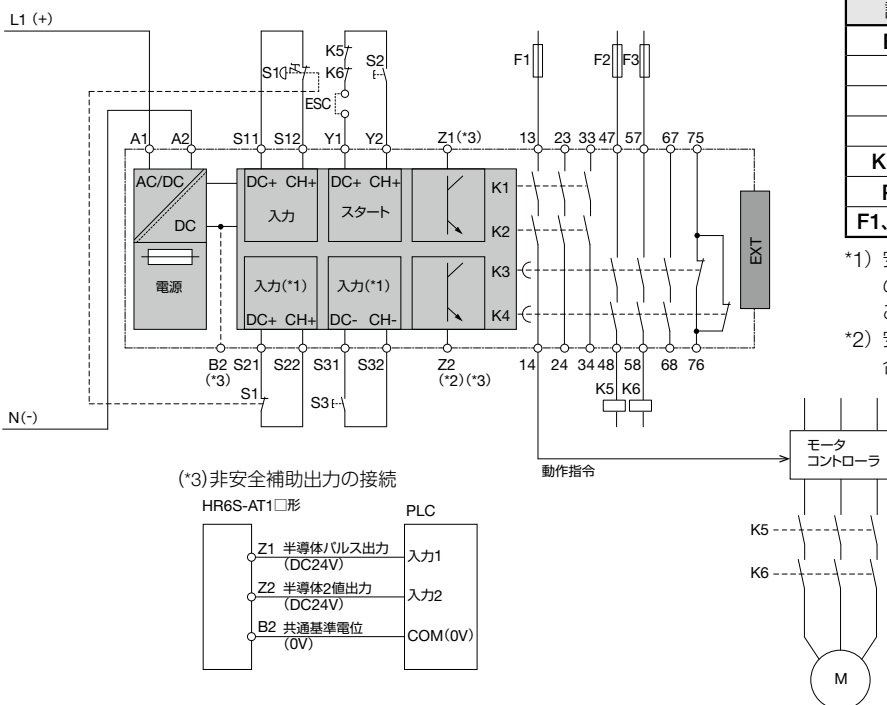 L1 (+)
K5
K6
S1
S2
ESC
F1
F2
F3
A1
A2
S11
S12
Y1
Y2
Z1(*3)
13
23
33
47
57
67
75
AC/DC
DC
電源
DC+ CH+
入力
DC+ CH+
スタート
K1
K2
K3
K4
入力(*1)
DC+ CH+
入力(*1)
DC- CH-
EXT
B2
(*3)
S21
S22
S31
S32
Z2
(*2)(*3)
14
24
34
48
58
68
76
S1
S3
K5
K6
N(-)
動作指令
モータ
コントローラ
K5
K6
M
(*3)非安全補助出力の接続
HR6S-AT1□形
PLC
Z1 半導体パルス出力
(DC24V)
入力1
Z2 半導体2値出力
(DC24V)
入力2
B2 共通基準電位
(0V)
COM(0V)
F1、
*1)
*2)